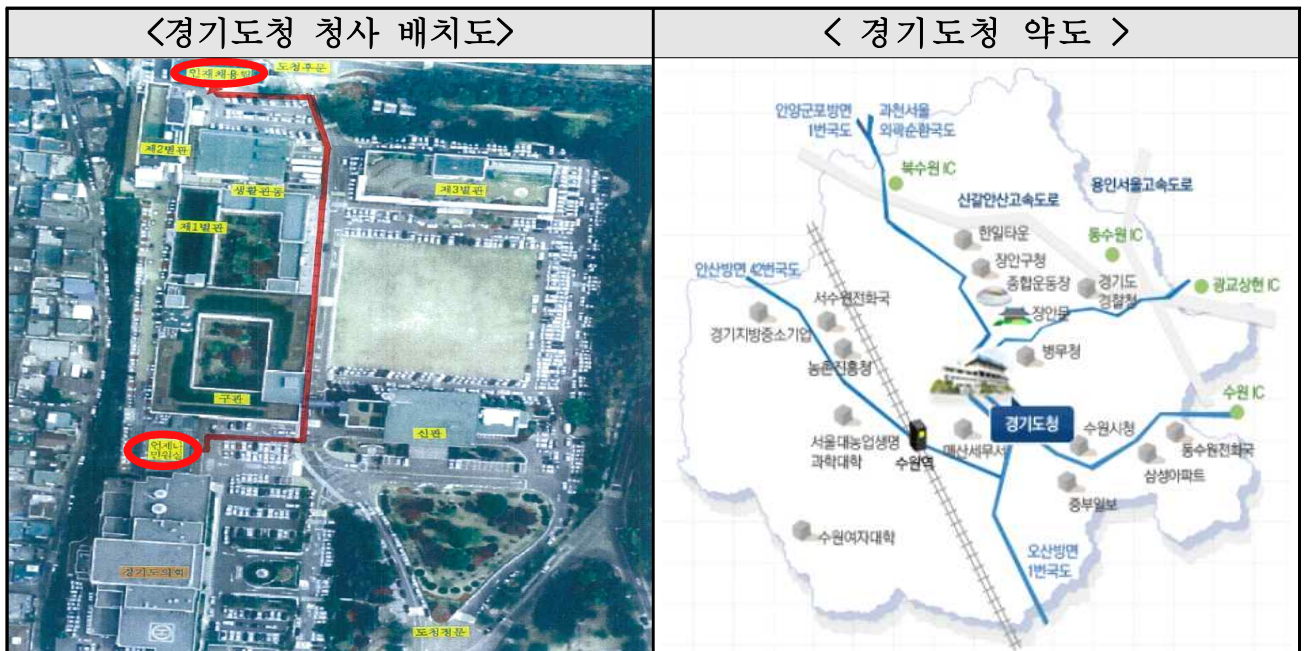 <경기도청 청사 배치도>
< 경기도청 약도 >
인재채용팀
도청후문
제2별관
생활관동
제3별관
제1별관
구관
언제나
민원실
신관
경기도의회
도청정문
안양군포방면
1번국도
과천서울
외곽순환국도
북수원 IC
용인서울고속도로
신갈안산고속도로
한일타운
동수원 IC
장안구청
안산방면 42번국도
종합운동장
경기도
경찰청
광교상현 IC
서수원전화국
장안문
경기지방중소기업
병무청
농촌진흥청
수원 IC
경기도청
수원시청
서울대농업생명
과학대학
수원역
매산세무서
동수원전화국
삼성아파트
중부일보
수원여자대학
오산방면
1번국도